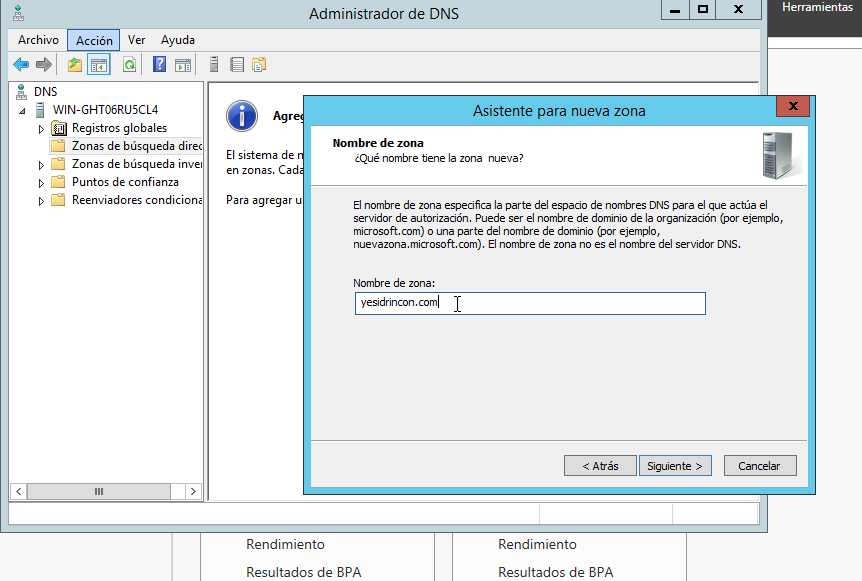 Administrador de DNS
Herramientas
Archivo Acción Ver Ayuda
DNS
WIN-GHT06RU5CL4
Registros globales
Zonas de búsqueda direc
Zonas de búsqueda inver
Puntos de confianza
Reenviadores condiciona
Agreg
El sistema de n
en zonas. Cada
Para agregar u
Asistente para nueva zona
Nombre de zona
¿Qué nombre tiene la zona nueva?
El nombre de zona especifica la parte del espacio de nombres DNS para el que actúa el
servidor de autorización. Puede ser el nombre de dominio de la organización (por ejemplo,
microsoft.com) o una parte del nombre de dominio (por ejemplo,
nuevazona.microsoft.com). El nombre de zona no es el nombre del servidor DNS.
Nombre de zona:
yesidrincon.com
< Atrás Siguiente > Cancelar
Rendimiento Rendimiento
Resultados de BPA Resultados de BPA